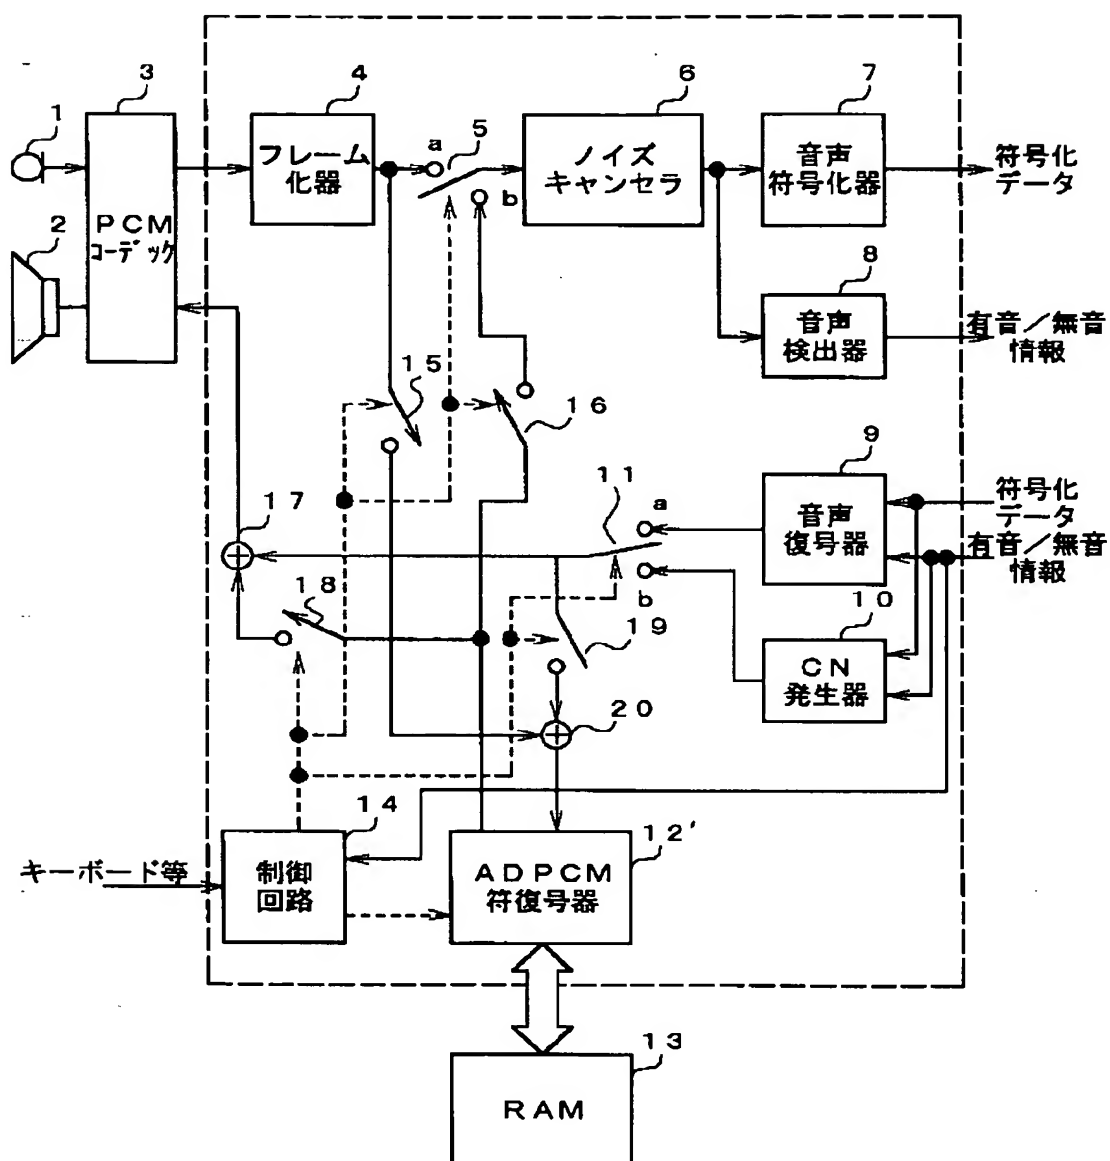 1
2
3
PCM
コーデック
4
フレーム
化器
a
5
b
6
ノイズ
キャンセラ
7
音声
符号化器
符号化
データ
8
音声
検出器
有音/無音
情報
15
16
9
音声
復号器
符号化
データ
有音/無音
情報
11
a
b
17
18
19
10
CN
発生器
20
14
制御
回路
キーボード等
12'
ADPCM
符復号器
13
RAM